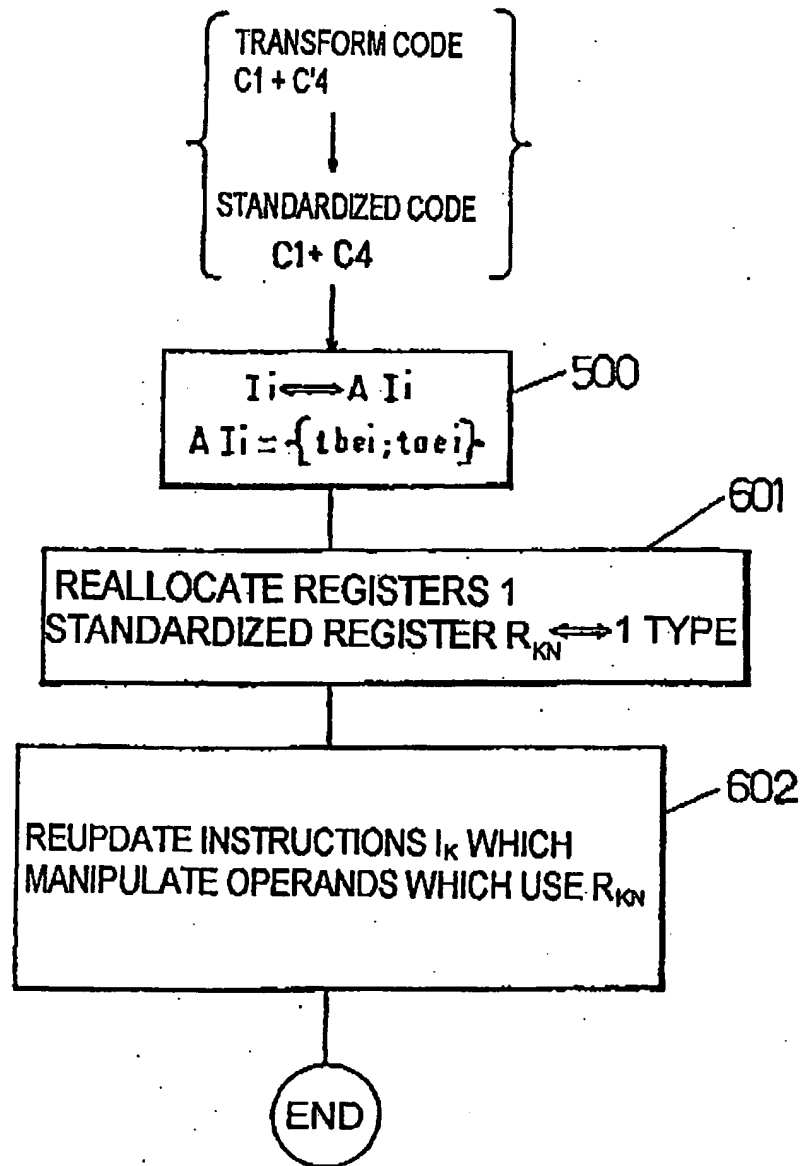 TRANSFORM CODE
C1 + C'4
STANDARDIZED CODE
C1 + C4
Ii ⟺ A Ii
A Ii = {tbei; taei}
500
601
REALLOCATE REGISTERS 1
STANDARDIZED REGISTER R_KN ⟺ 1 TYPE
602
REUPDATE INSTRUCTIONS I_K WHICH
MANIPULATE OPERANDS WHICH USE R_KN
END